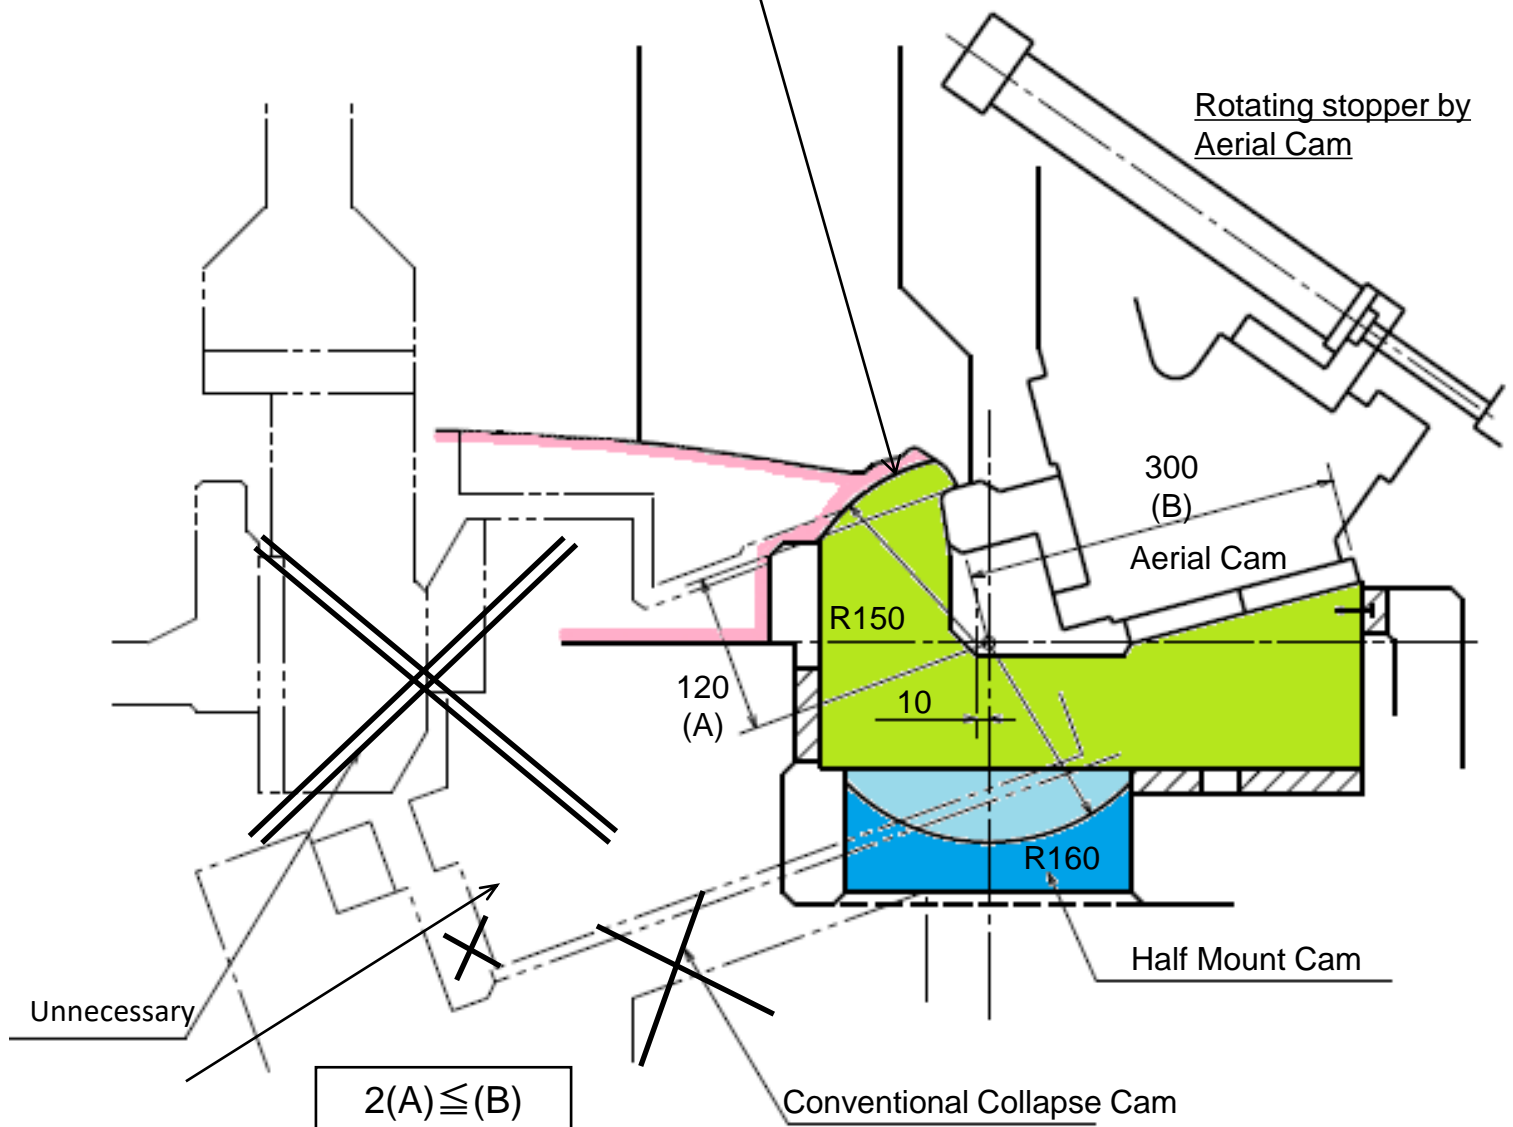 Rotating stopper by
Aerial Cam
300
(B)
Aerial Cam
R150
120
(A)
10
R160
Half Mount Cam
Unnecessary
2(A)≦(B)
Conventional Collapse Cam